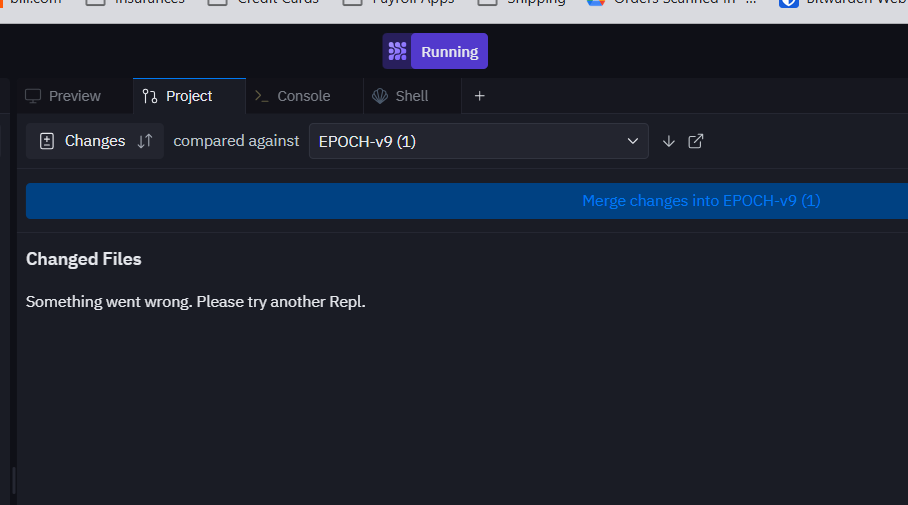 bill.com Insurances Credit Cards Payroll Apps Shipping Orders Scanned in - ... Bitwarden Web
Running
Preview Project Console Shell
Changes compared against EPOCH-v9 (1)
Merge changes into EPOCH-v9 (1)
Changed Files
Something went wrong. Please try another Repl.